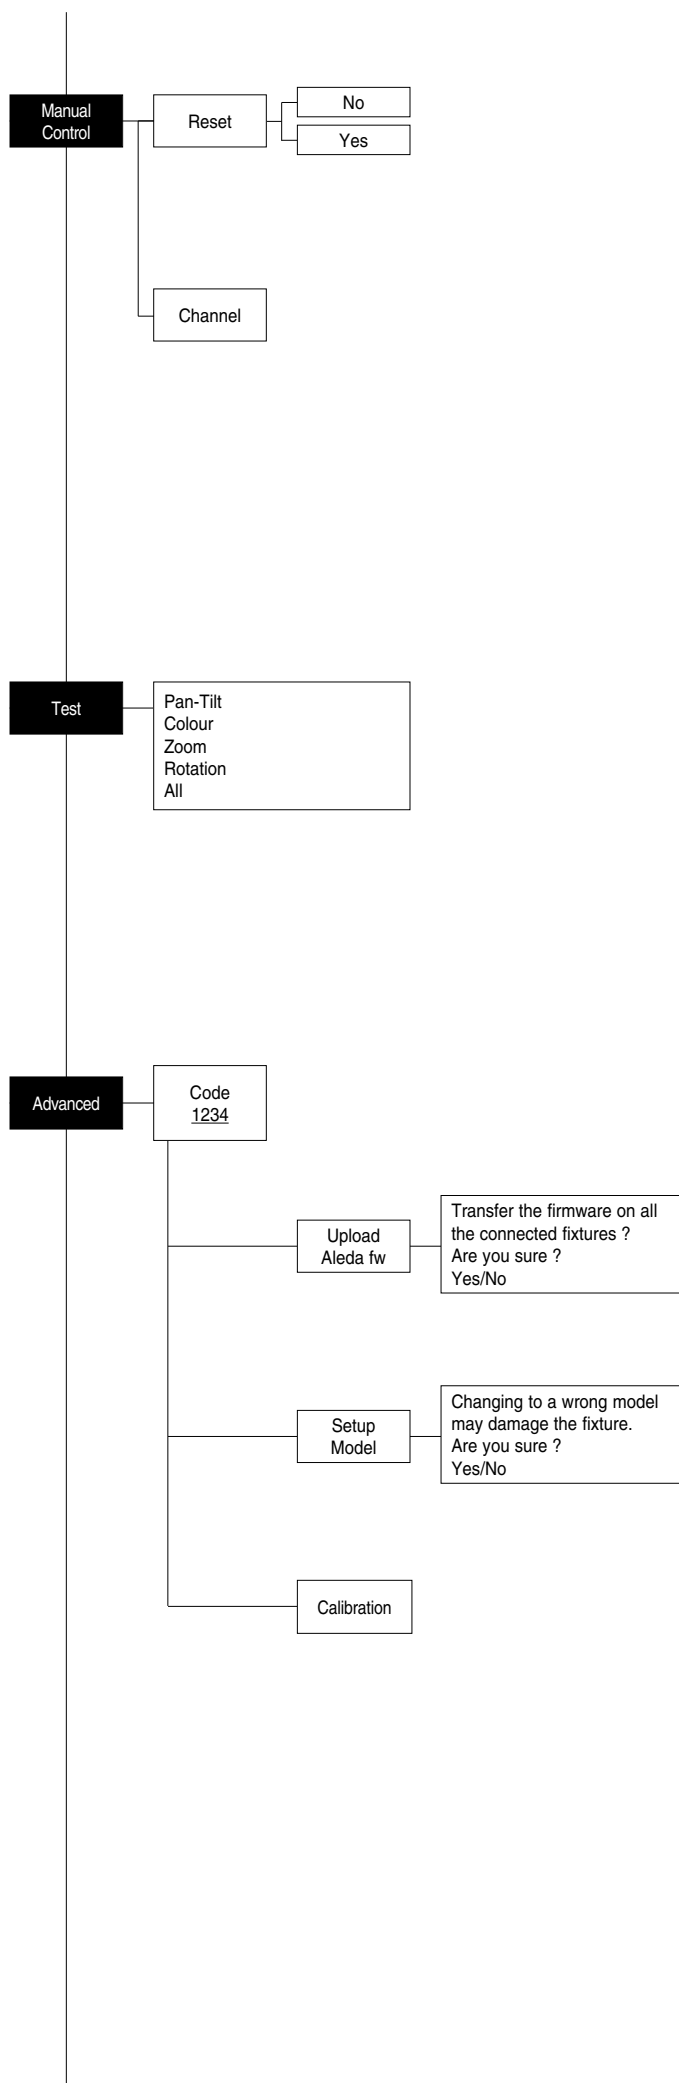 Manual
Control
Reset
No
Yes
Channel
Test
Pan-Tilt
Colour
Zoom
Rotation
All
Advanced
Code
1234
Upload
Aleda fw
Transfer the firmware on all
the connected fixtures ?
Are you sure ?
Yes/No
Setup
Model
Changing to a wrong model
may damage the fixture.
Are you sure ?
Yes/No
Calibration